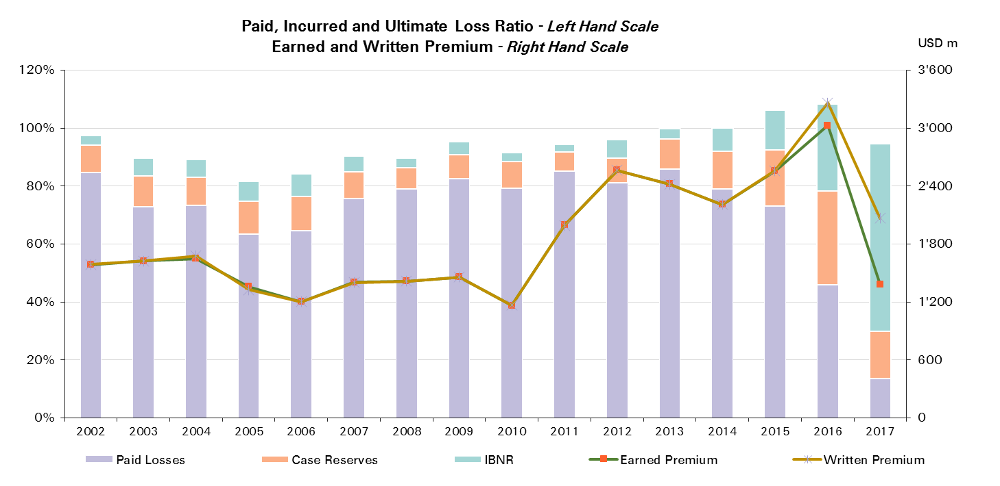 Paid, Incurred and Ultimate Loss Ratio - Left Hand Scale
Earned and Written Premium - Right Hand Scale
USD m
120%
100%
80%
60%
40%
20%
0%
3'600
3'000
2'400
1'800
1'200
600
0
2002 2003 2004 2005 2006 2007 2008 2009 2010 2011 2012 2013 2014 2015 2016 2017
Paid Losses Case Reserves IBNR Earned Premium Written Premium